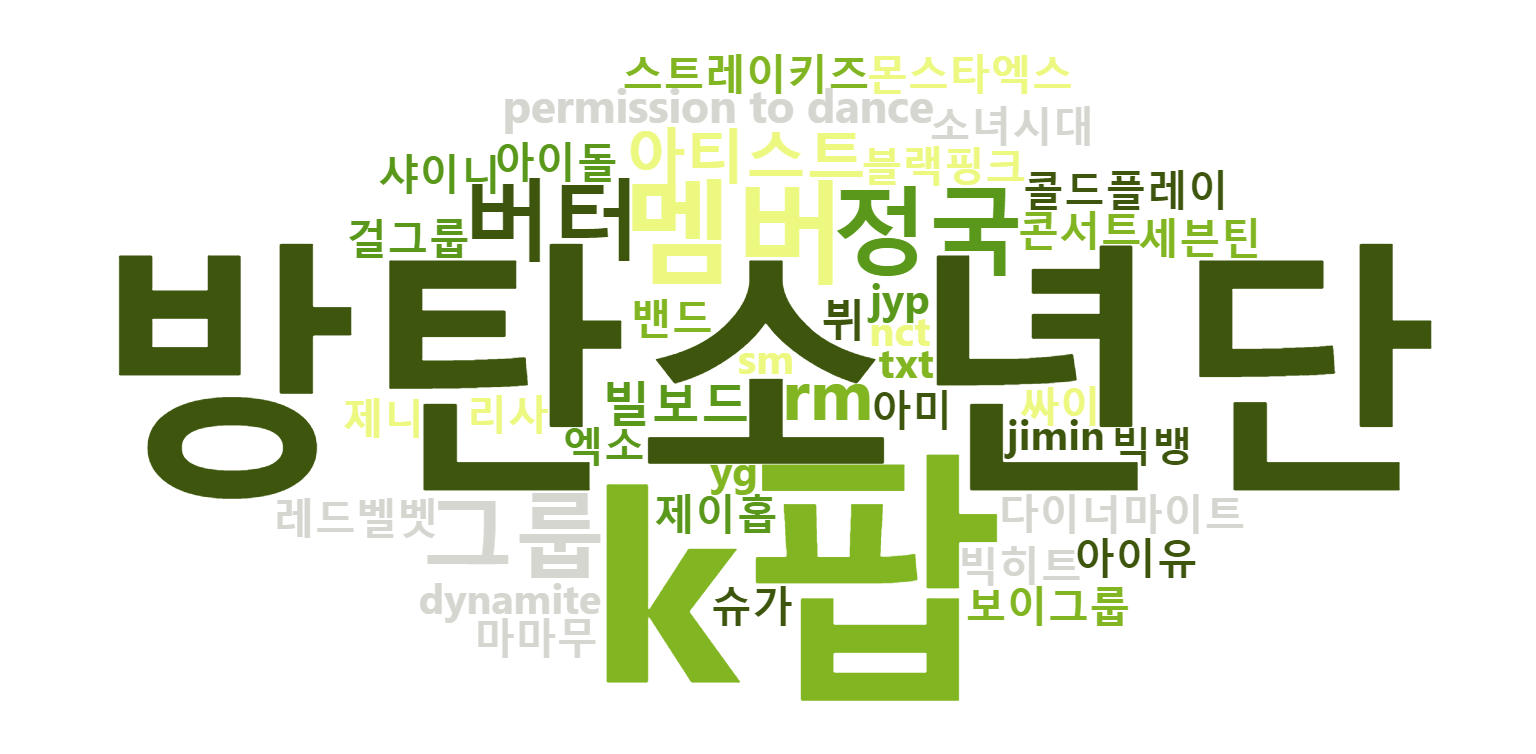 스트레이키즈 몬스타엑스
permission to dance 소녀시대
샤이니 아이돌 아티스트 블랙핑크 콜드플레이
걸그룹 버터 멤버 정국 콘서트 세븐틴
방탄소년단
밴드 뷔 jyp
nct
sm txt
제니 리사 빌보드 rm 아미 싸이
엑소 jimin 빅뱅
yg
k팝
레드벨벳 그룹 제이홉 다이너마이트
빅히트 아이유
dynamite 슈가 보이그룹
마마무